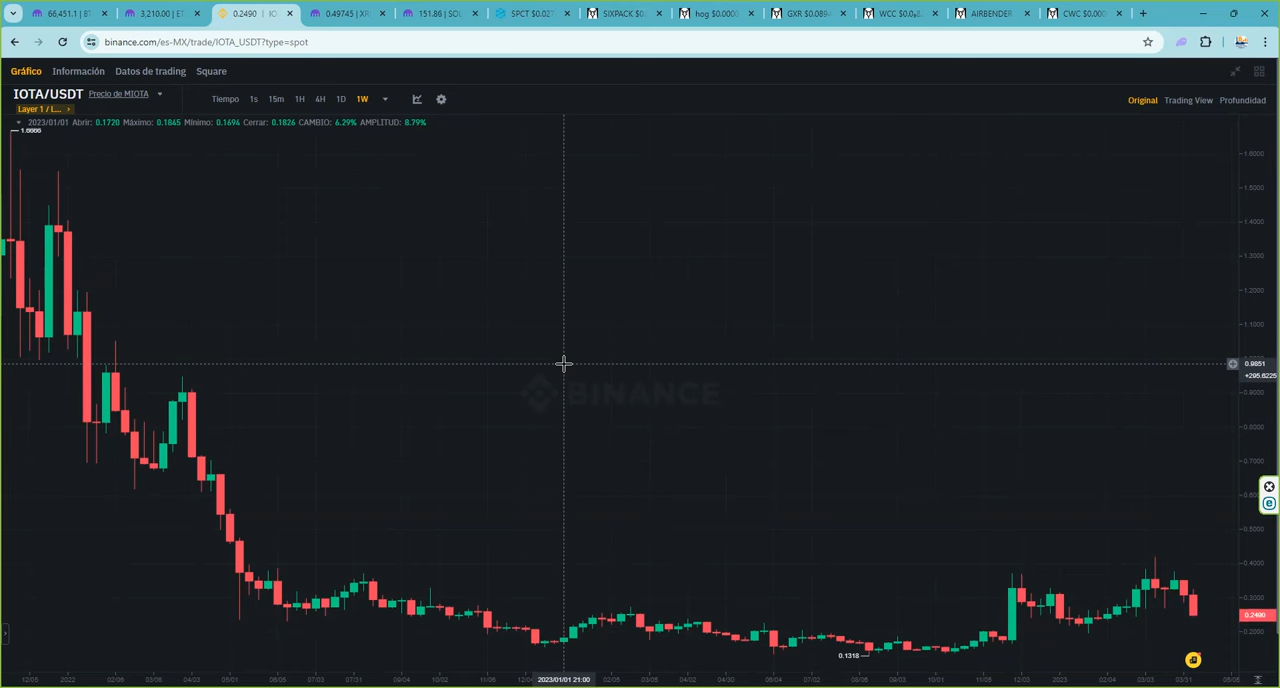 66,451.1 | BT
3,210.00 | ET
0.2490 | IO
0.49745 | XR
151.86 | SOL
SPCT $0.027
SIXPACK $0.
hog $0.0000
GXR $0.089
WCC $0.0₅8
AIRBENDER
CWC $0.000
binance.com/es-MX/trade/IOTA_USDT?type=spot
Gráfico Información Datos de trading Square
IOTA/USDT Precio de MIOTA
Layer 1 / L...
Tiempo 1s 15m 1H 4H 1D 1W
Original Trading View Profundidad
2023/01/01 Abrir: 0.1720 Máximo: 0.1845 Mínimo: 0.1694 Cerrar: 0.1826 CAMBIO: 6.29% AMPLITUD: 8.79%
1.6666
1.6000
1.5000
1.4000
1.3000
1.2000
1.1000
0.9851
+295.6225
0.9000
0.8000
0.7000
0.6000
0.5000
0.4000
0.3000
0.2490
0.2000
BINANCE
0.1318
12/05 2022 02/06 03/06 04/03 05/01 06/05 07/03 07/31 09/04 10/02 11/06 12/04 2023/01/01 21:00 02/05 03/05 04/02 04/30 06/04 07/02 08/06 09/03 10/01 11/05 12/03 2023 02/04 03/03 03/31 05/05